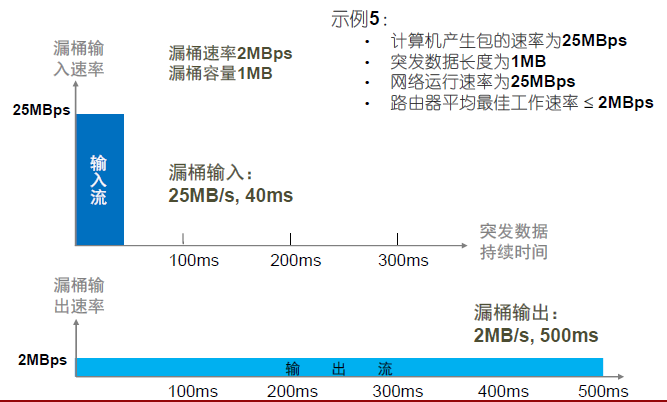 示例5：
• 计算机产生包的速率为25MBps
• 突发数据长度为1MB
• 网络运行速率为25MBps
• 路由器平均最佳工作速率 ≤ 2MBps
漏桶输
入速率
漏桶速率2MBps
漏桶容量1MB
25MBps
输入流
漏桶输入：
25MB/s, 40ms
突发数据
持续时间
100ms 200ms 300ms
漏桶输
出速率
漏桶输出：
2MB/s, 500ms
2MBps
输 出 流
100ms 200ms 300ms 400ms 500ms